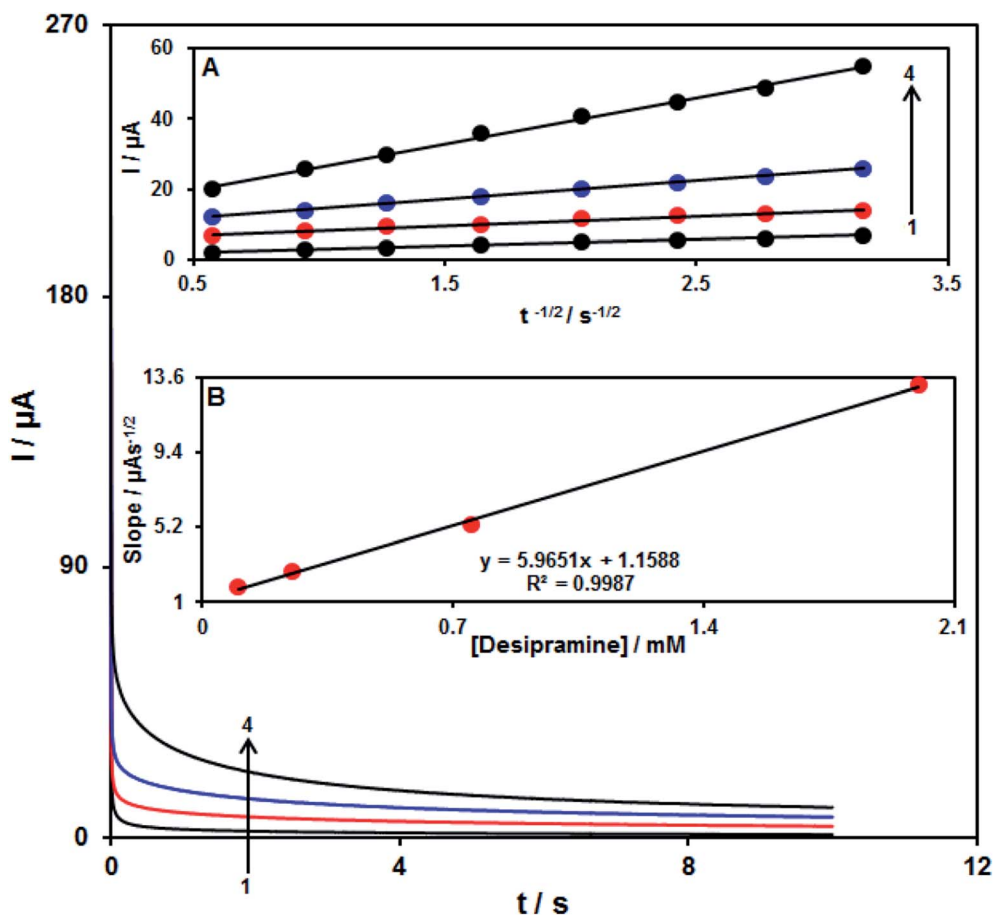 270
180
90
0
I / µA
A
60
40
20
0
I / µA
4
1
0.5
1.5
2.5
3.5
t -1/2 / s-1/2
B
13.6
9.4
5.2
1
Slope / µAs-1/2
y = 5.9651x + 1.1588
R² = 0.9987
0
0.7
1.4
2.1
[Desipramine] / mM
4
1
0
4
8
12
t / s